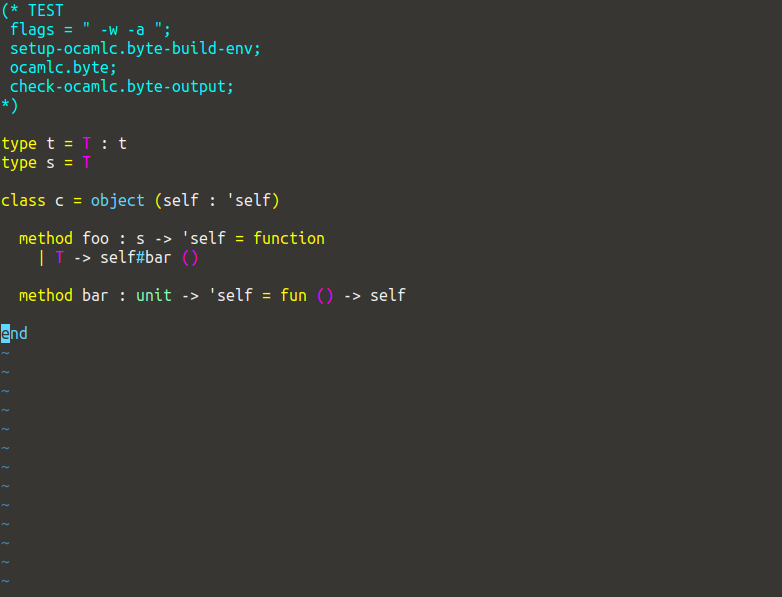 (* TEST
 flags = " -w -a ";
 setup-ocamlc.byte-build-env;
 ocamlc.byte;
 check-ocamlc.byte-output;
*)

type t = T : t
type s = T

class c = object (self : 'self)

  method foo : s -> 'self = function
    | T -> self#bar ()

  method bar : unit -> 'self = fun () -> self

end
~
~
~
~
~
~
~
~
~
~
~
~
~